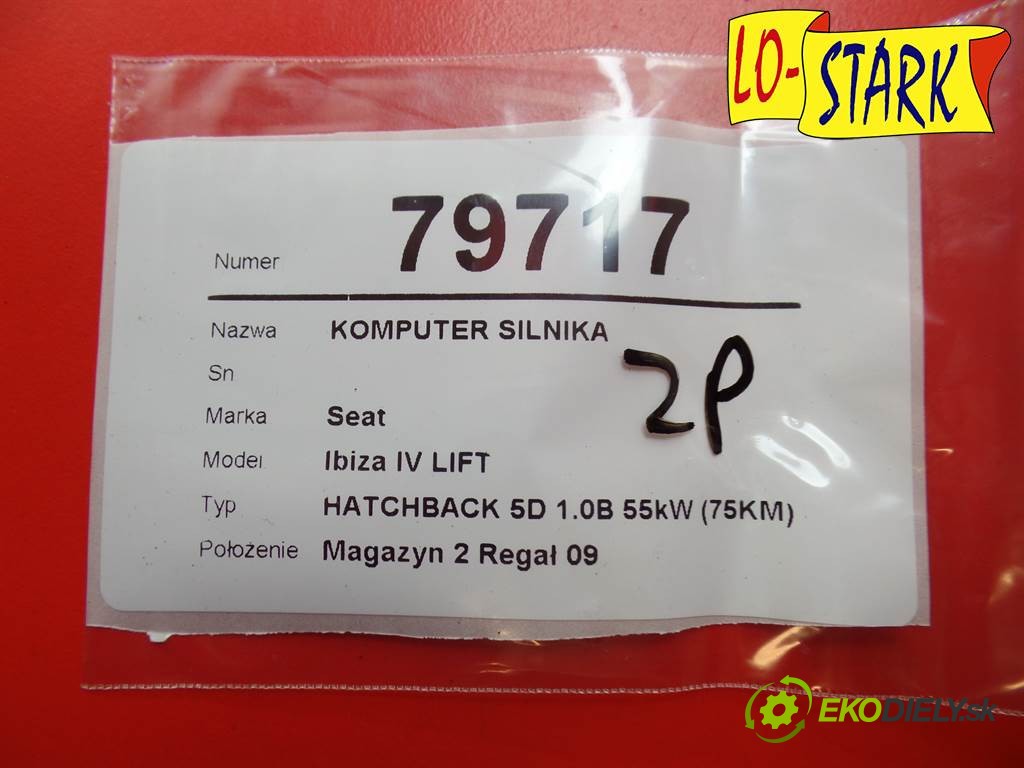 LO-STARK
79717
Numer
Nazwa KOMPUTER SILNIKA
2P
Sn
Marka Seat
Model Ibiza IV LIFT
Typ HATCHBACK 5D 1.0B 55kW (75KM)
Położenie Magazyn 2 Regał 09
EKODIELY.sk